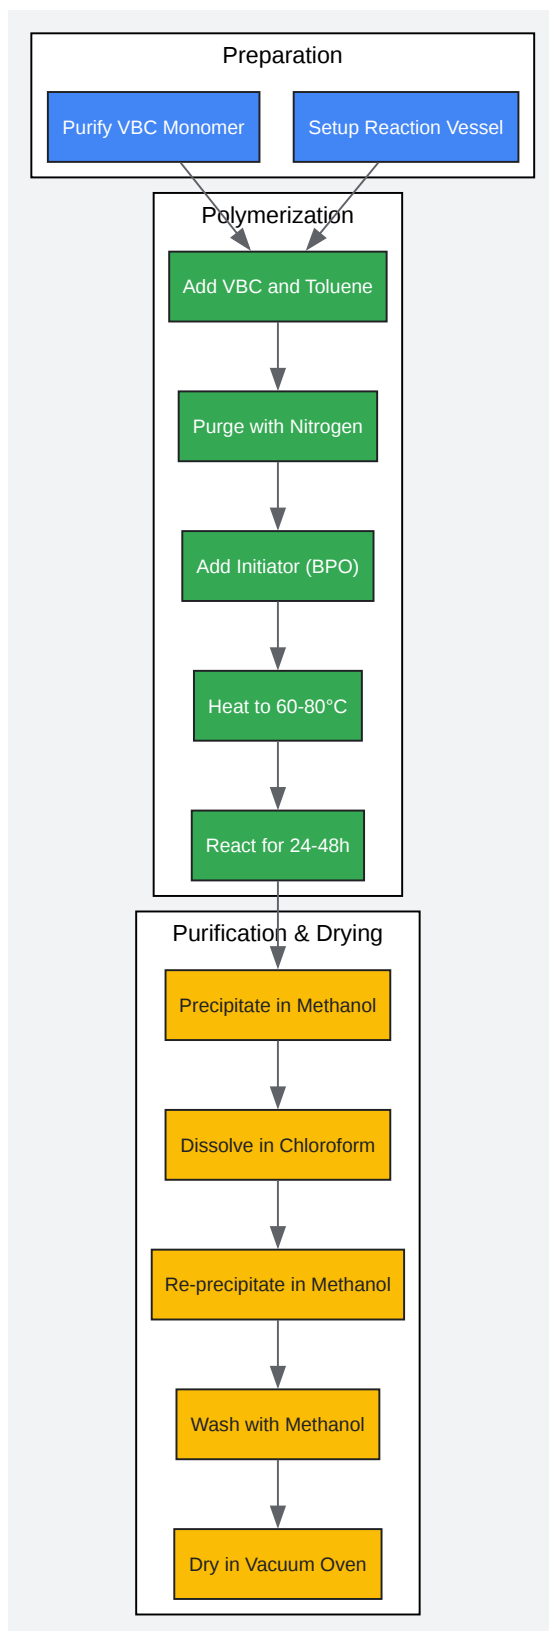 Preparation
Purify VBC Monomer
Setup Reaction Vessel
Polymerization
Add VBC and Toluene
Purge with Nitrogen
Add Initiator (BPO)
Heat to 60-80°C
React for 24-48h
Purification & Drying
Precipitate in Methanol
Dissolve in Chloroform
Re-precipitate in Methanol
Wash with Methanol
Dry in Vacuum Oven